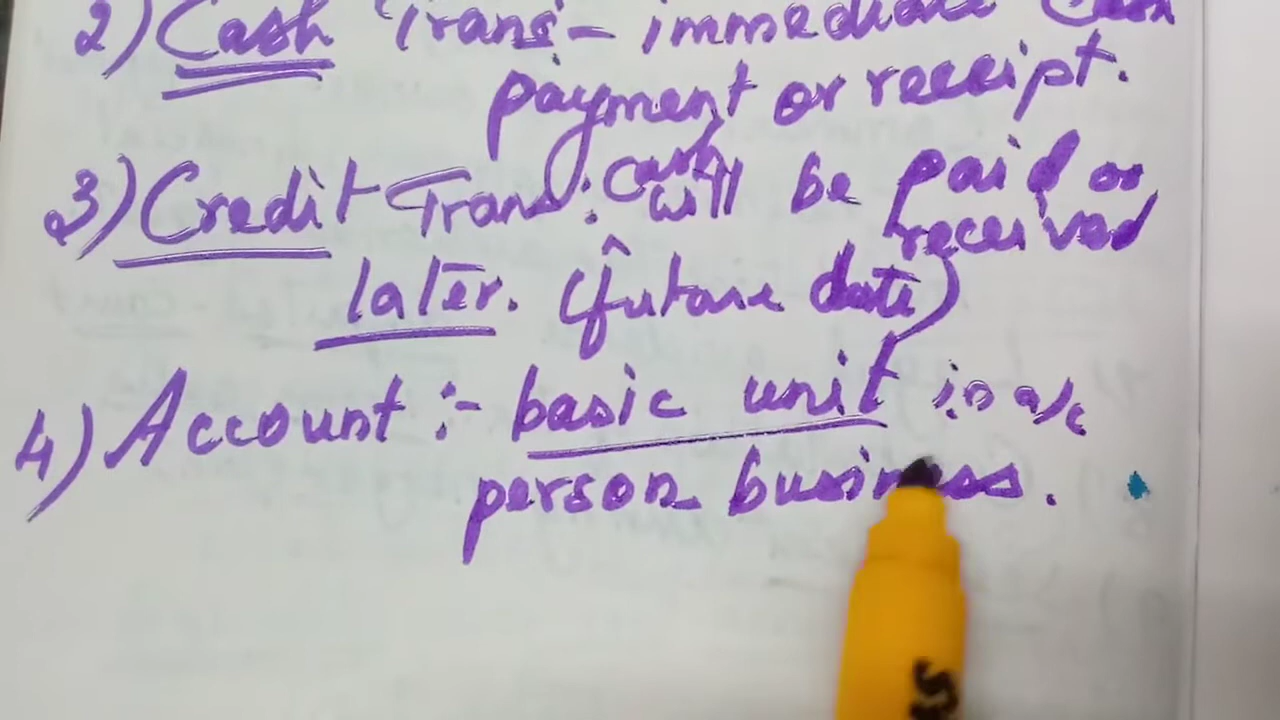 2) Cash Trans - immediate Cash
payment or receipt.
3) Credit Trans: Cash will be paid or
received
later. (future date)
4) Account :- basic unit in a/c
person business.